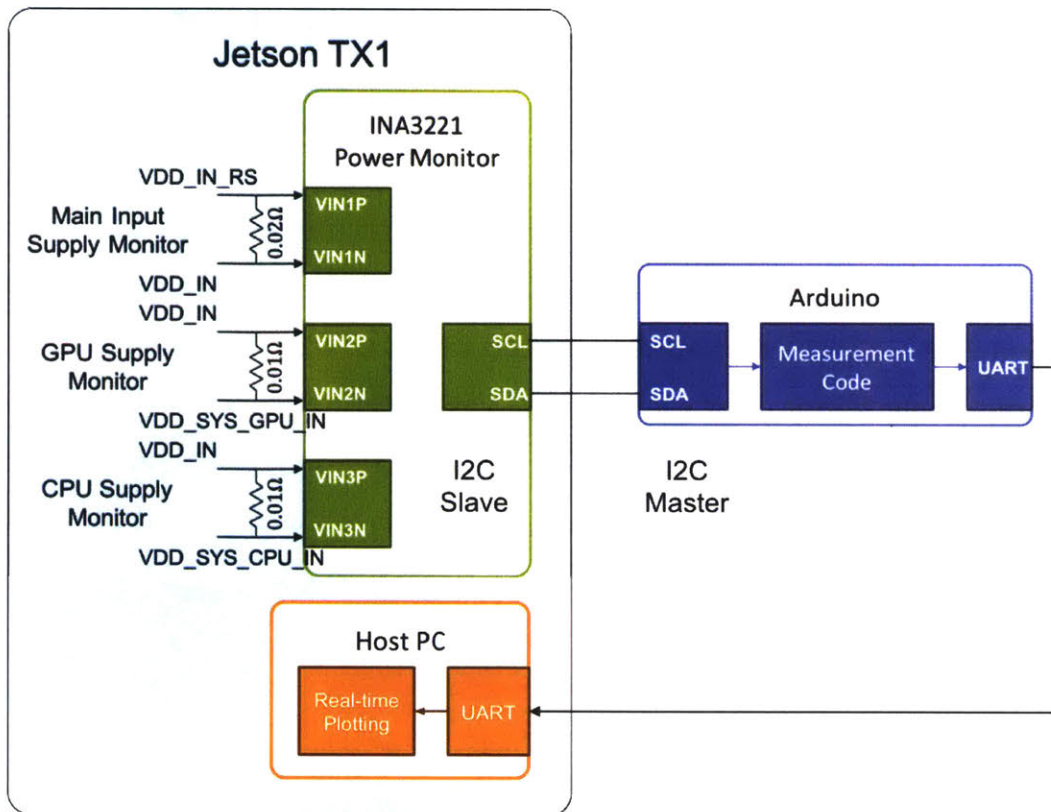 Jetson TX1
INA3221
Power Monitor
VDD_IN_RS
Main Input
Supply Monitor
0.02Ω
VIN1P
VIN1N
VDD_IN
VDD_IN
GPU Supply
Monitor
0.01Ω
VIN2P
VIN2N
VDD_SYS_GPU_IN
VDD_IN
CPU Supply
Monitor
0.01Ω
VIN3P
VIN3N
VDD_SYS_CPU_IN
SCL
SDA
I2C
Slave
Arduino
SCL
SDA
Measurement
Code
UART
I2C
Master
Host PC
Real-time
Plotting
UART